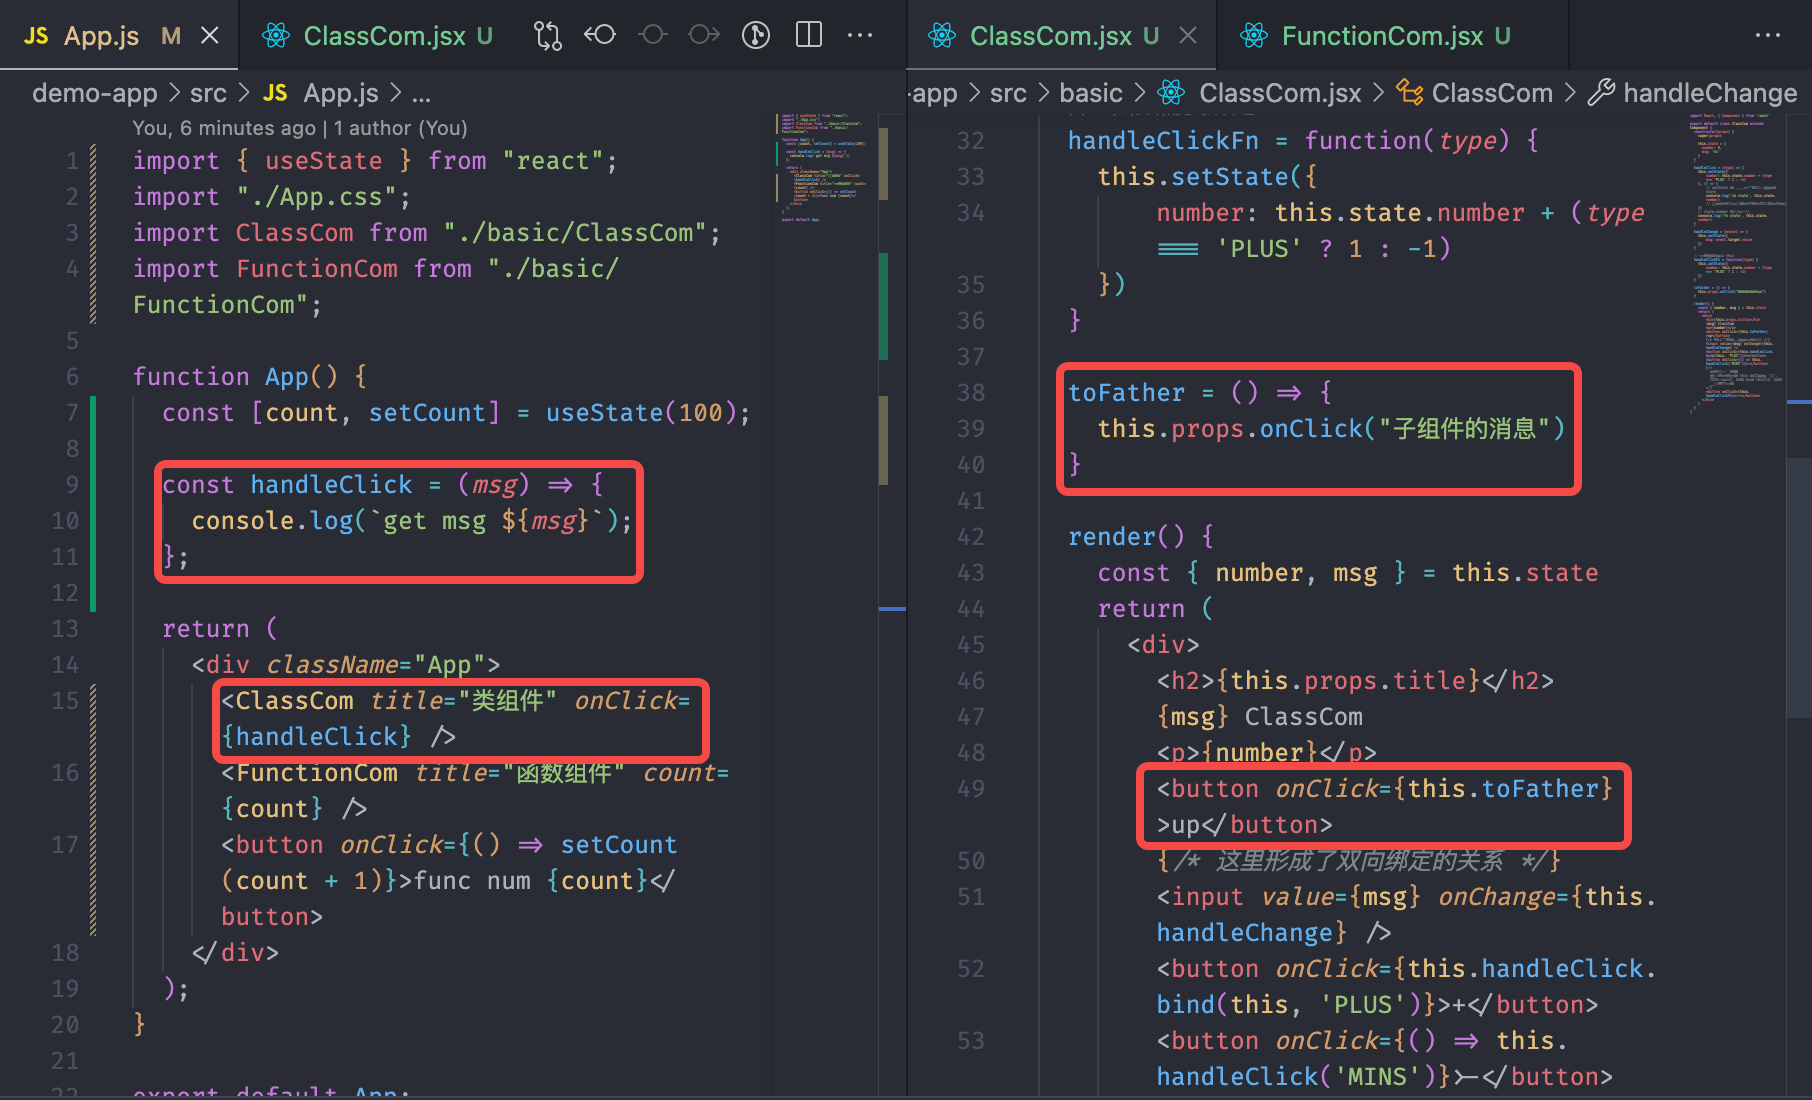 JS App.js M
ClassCom.jsx U
demo-app > src > JS App.js > ...
You, 6 minutes ago | 1 author (You)
1 import { useState } from "react";
2 import "./App.css";
3 import ClassCom from "./basic/ClassCom";
4 import FunctionCom from "./basic/
FunctionCom";
5
6 function App() {
7 const [count, setCount] = useState(100);
8
9 const handleClick = (msg) => {
10 console.log(`get msg ${msg}`);
11 };
12
13 return (
14 <div className="App">
15 <ClassCom title="类组件" onClick=
{handleClick} />
16 <FunctionCom title="函数组件" count=
{count} />
17 <button onClick={() => setCount
(count + 1)}>func num {count}</
button>
18 </div>
19 );
20 }
21
22 export default App;
ClassCom.jsx U
FunctionCom.jsx U
-app > src > basic > ClassCom.jsx > ClassCom > handleChange
32 handleClickFn = function(type) {
33 this.setState({
34 number: this.state.number + (type
=== 'PLUS' ? 1 : -1)
35 })
36 }
37
38 toFather = () => {
39 this.props.onClick("子组件的消息")
40 }
41
42 render() {
43 const { number, msg } = this.state
44 return (
45 <div>
46 <h2>{this.props.title}</h2>
47 {msg} ClassCom
48 <p>{number}</p>
49 <button onClick={this.toFather}
>up</button>
50 {/* 这里形成了双向绑定的关系 */}
51 <input value={msg} onChange={this.
handleChange} />
52 <button onClick={this.handleClick.
bind(this, 'PLUS')}>+</button>
53 <button onClick={() => this.
handleClick('MINS')}>-</button>